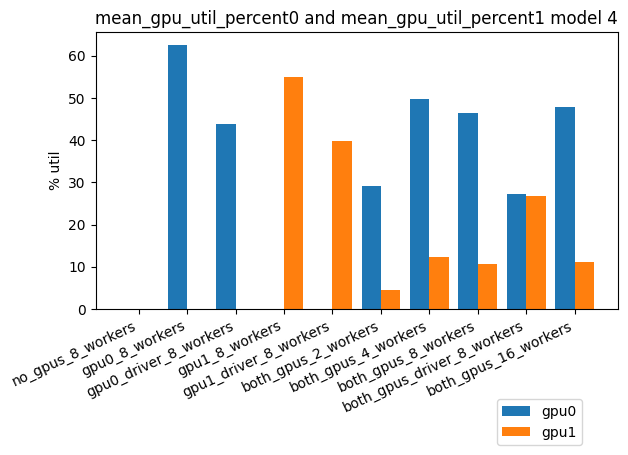 mean_gpu_util_percent0 and mean_gpu_util_percent1 model 4
% util
60
50
40
30
20
10
0
no_gpus_8_workers
gpu0_8_workers
gpu0_driver_8_workers
gpu1_8_workers
gpu1_driver_8_workers
both_gpus_2_workers
both_gpus_4_workers
both_gpus_8_workers
both_gpus_driver_8_workers
both_gpus_16_workers
gpu0
gpu1